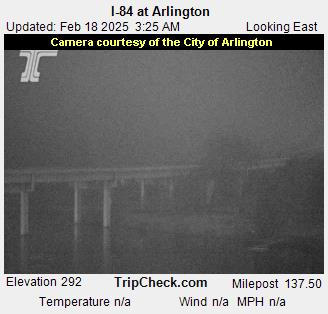 I-84 at Arlington
Updated: Feb 18 2025 3:25 AM Looking East
Camera courtesy of the City of Arlington
Elevation 292 TripCheck.com Milepost 137.50
Temperature n/a Wind n/a MPH n/a